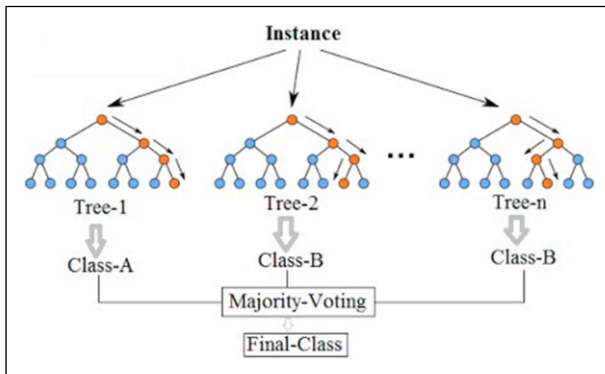 Instance
...
Tree-1 Tree-2 Tree-n
Class-A Class-B Class-B
Majority-Voting
Final-Class